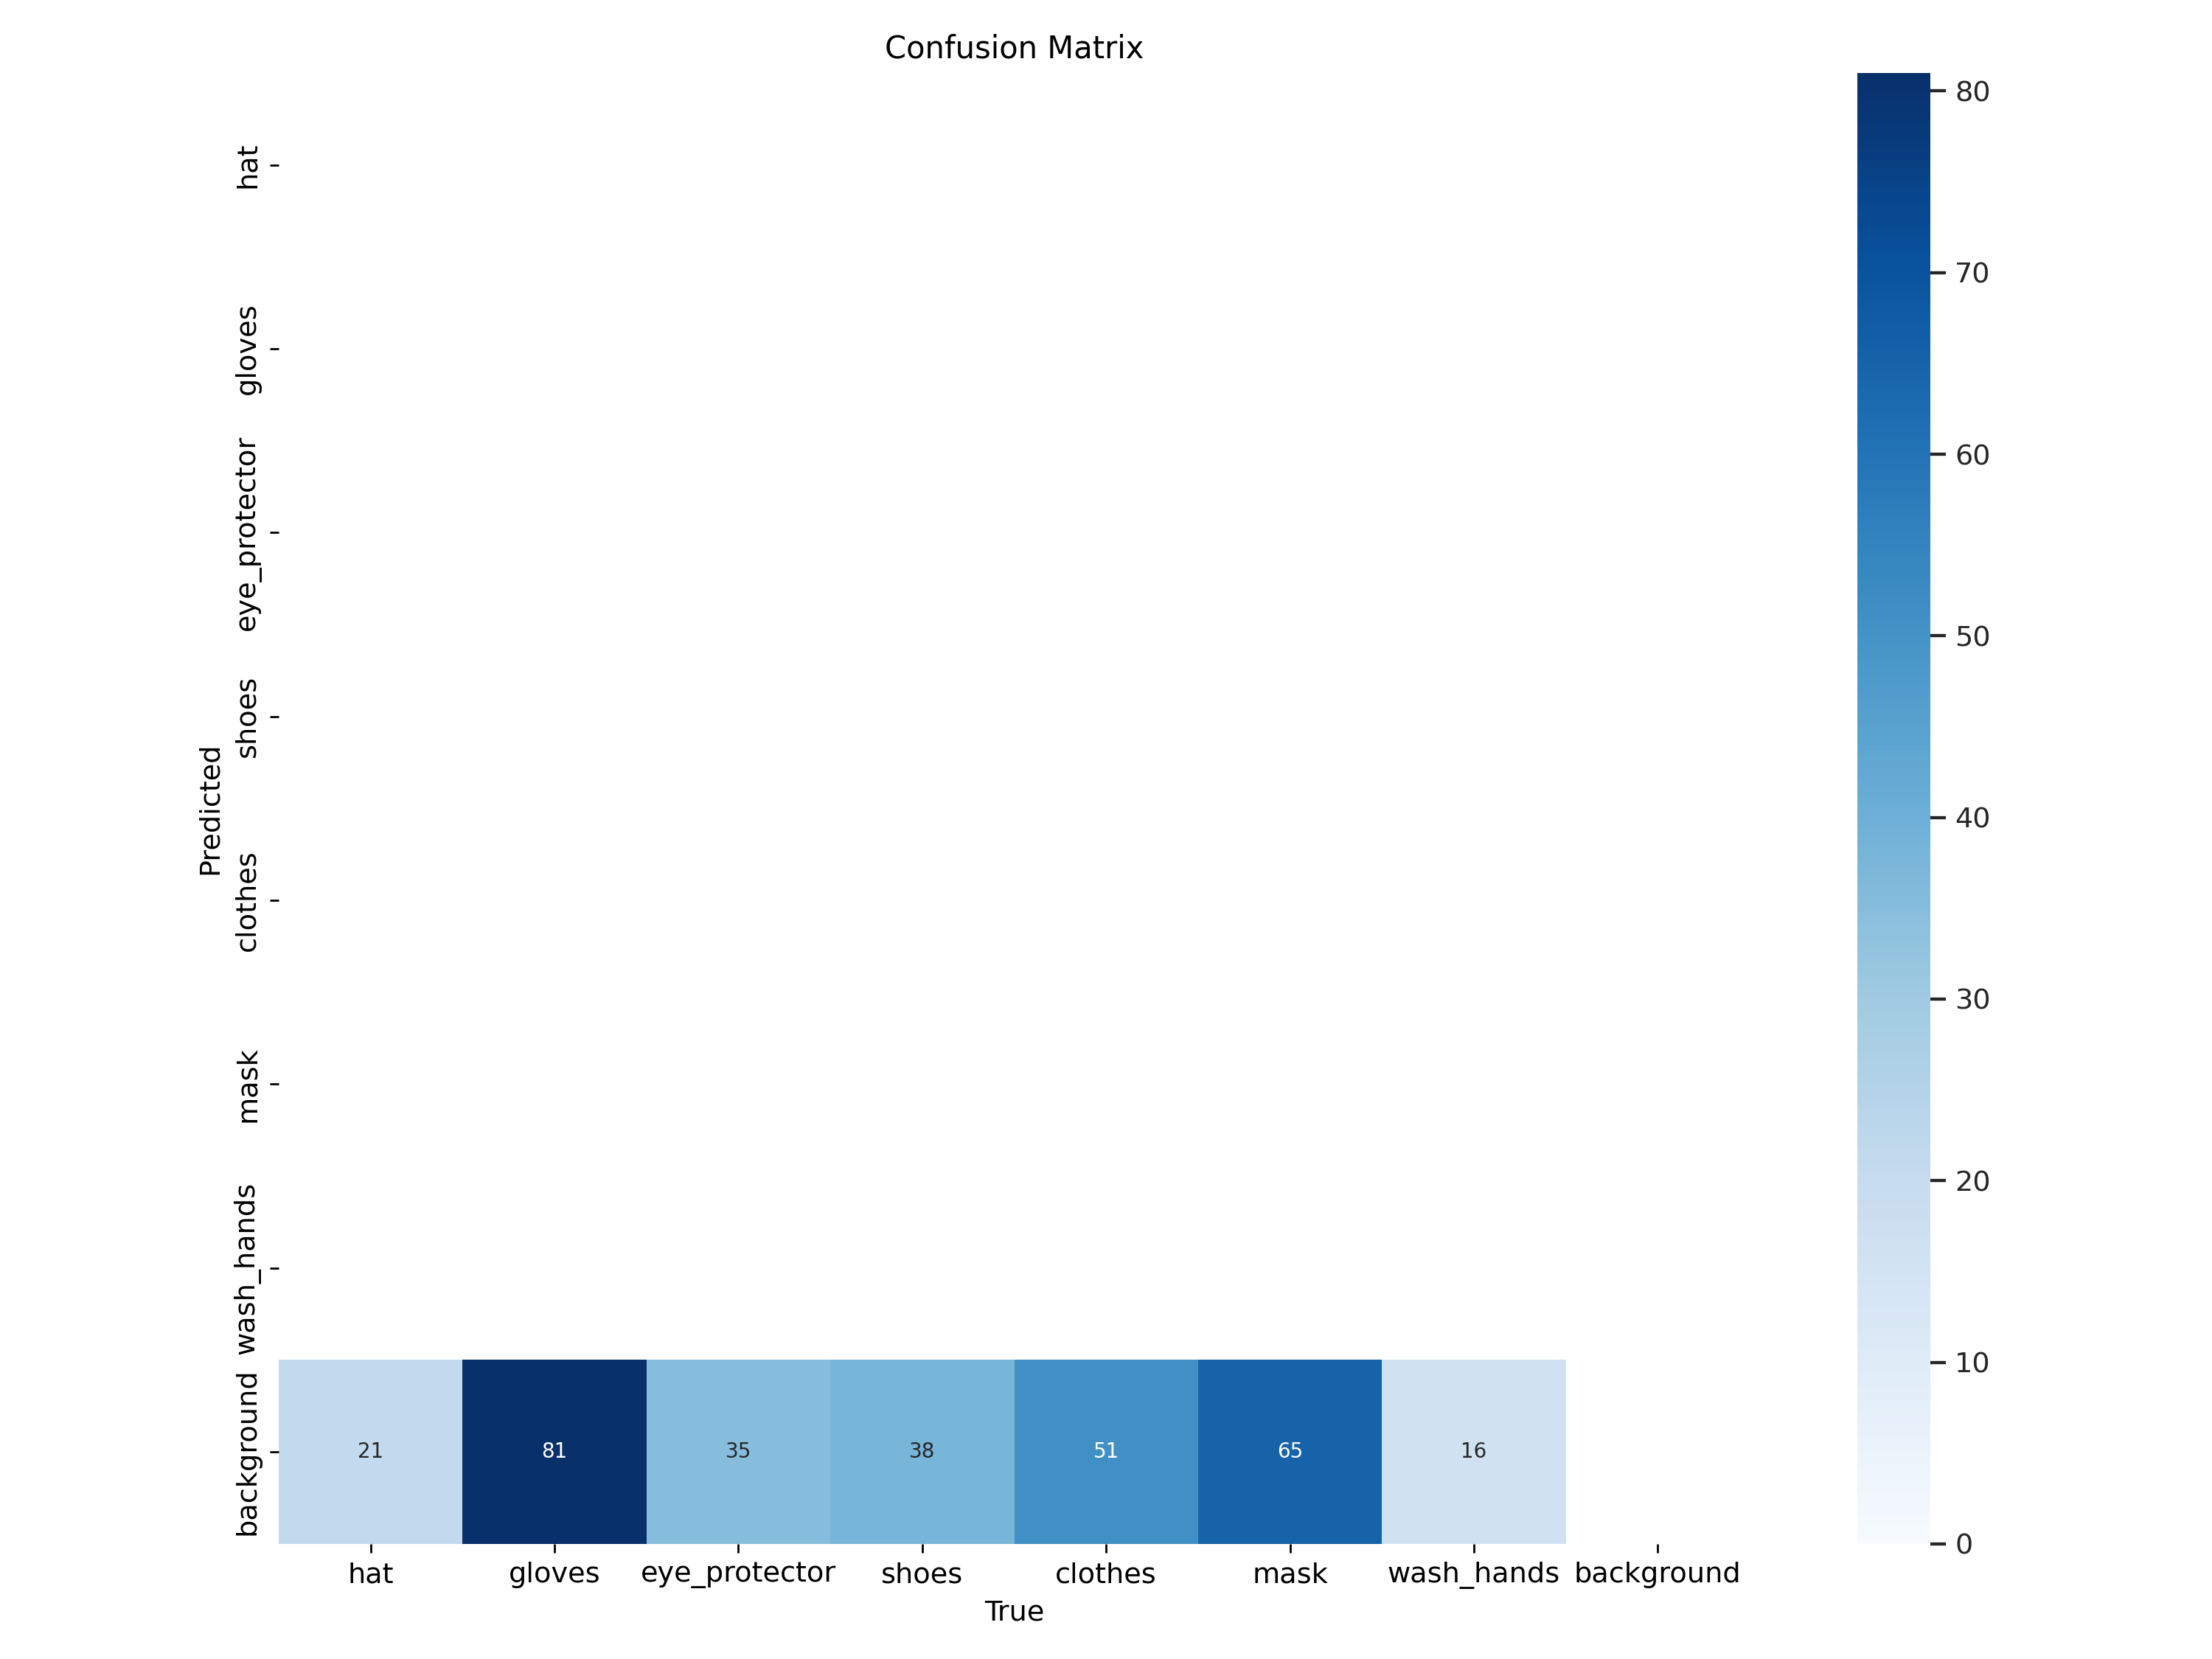 Confusion Matrix
hat
gloves
eye_protector
shoes
clothes
mask
wash_hands
background
Predicted
21 81 35 38 51 65 16
hat gloves eye_protector shoes clothes mask wash_hands background
True
80
70
60
50
40
30
20
10
0